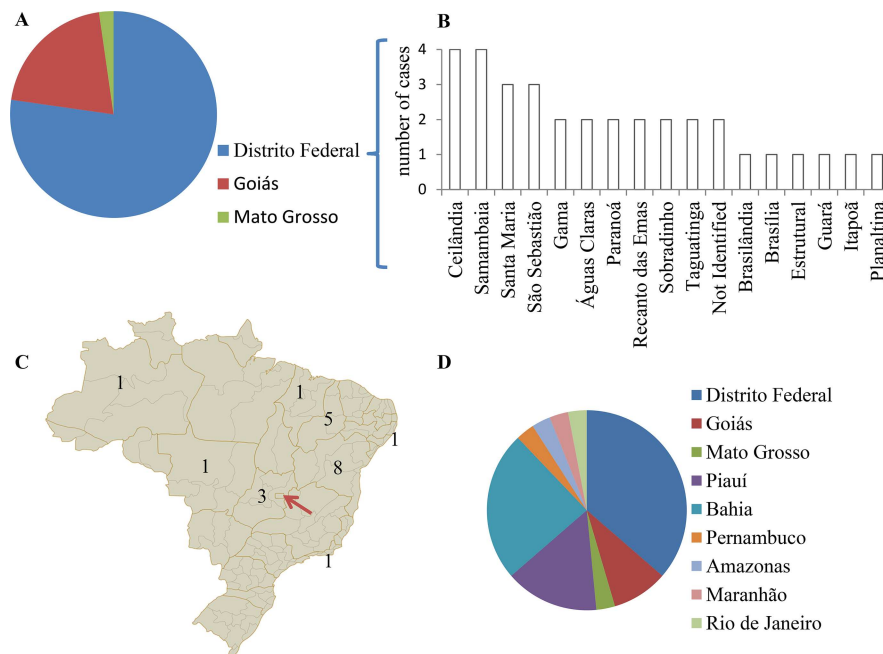 A
Distrito Federal
Goiás
Mato Grosso
B
number of cases
4
3
2
1
0
Ceilândia
Samambaia
Santa Maria
São Sebastião
Gama
Águas Claras
Paranoá
Recanto das Emas
Sobradinho
Taguatinga
Not Identified
Brasilândia
Brasília
Estrutural
Guará
Itapoã
Planaltina
C
1
1
5
1
1
8
3
1
D
Distrito Federal
Goiás
Mato Grosso
Piauí
Bahia
Pernambuco
Amazonas
Maranhão
Rio de Janeiro